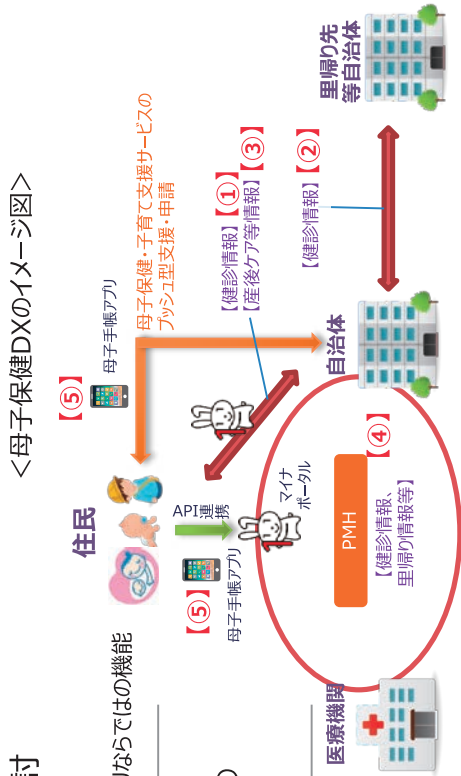 <母子保健DXのイメージ図>
討
住民
【⑤】
母子手帳アプリ
母子保健・子育て支援サービスの
プッシュ型支援・申請
りならではの機能
API連
携
【⑤】
母子手帳アプリ
マイナ
ポータル
【健診情報】【①】
【産後ケア等情報】【③】
【健診情報】【②】
里帰り先
等自治体
自治体
医療機関
PMH
【④】
【健診情報、
里帰り情報等】